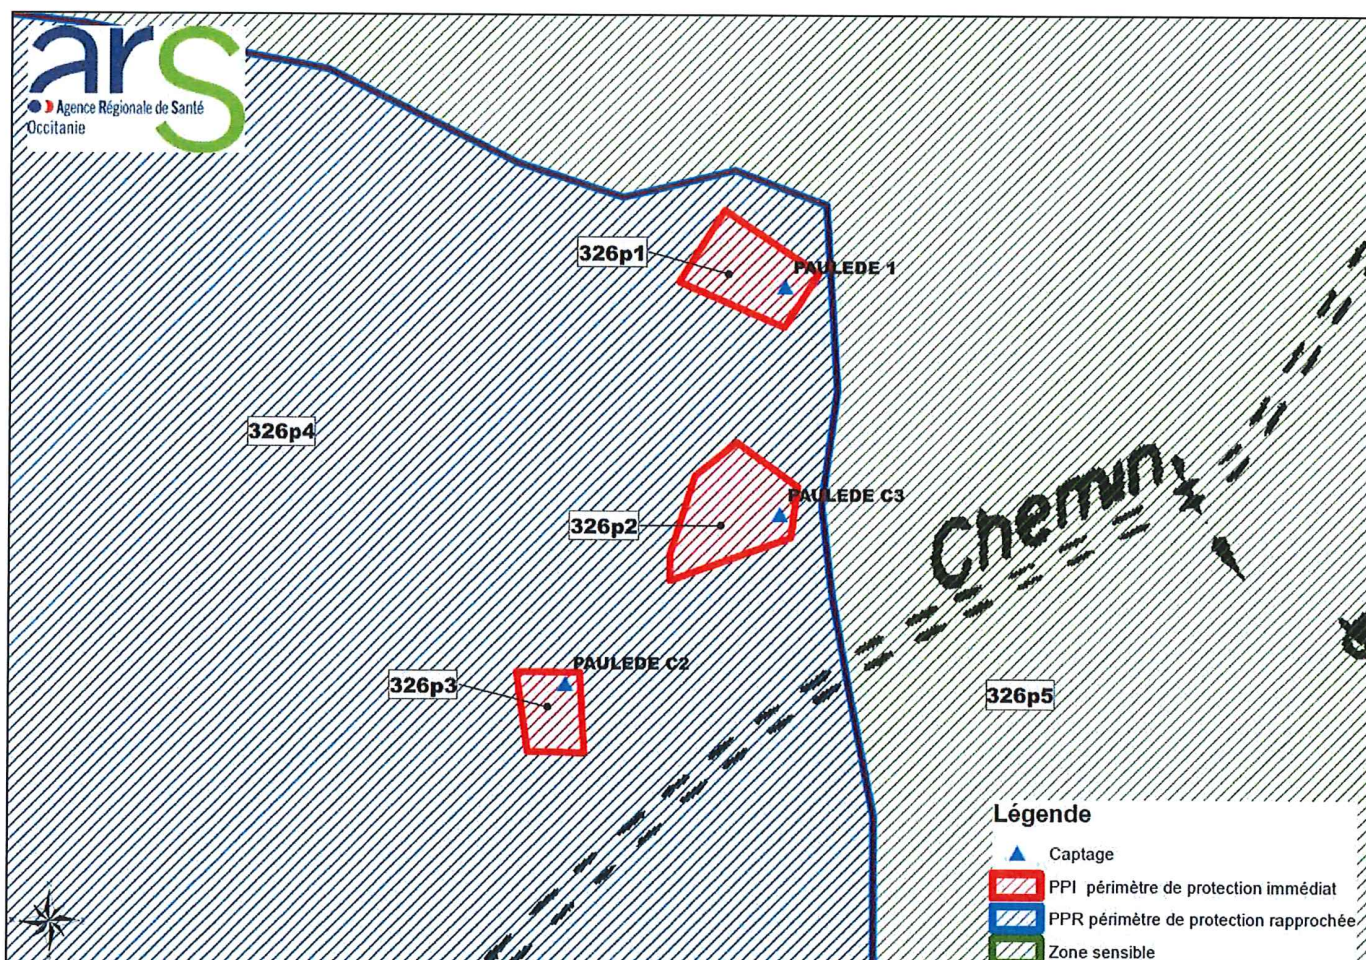 ars
Agence Régionale de Santé
Occitanie
326p1
PAULEDE 1
326p4
PAULEDE C3
326p2
Chemin
PAULEDE C2
326p3
326p5
Légende
Captage
PPI périmètre de protection immédiat
PPR périmètre de protection rapprochée
Zone sensible